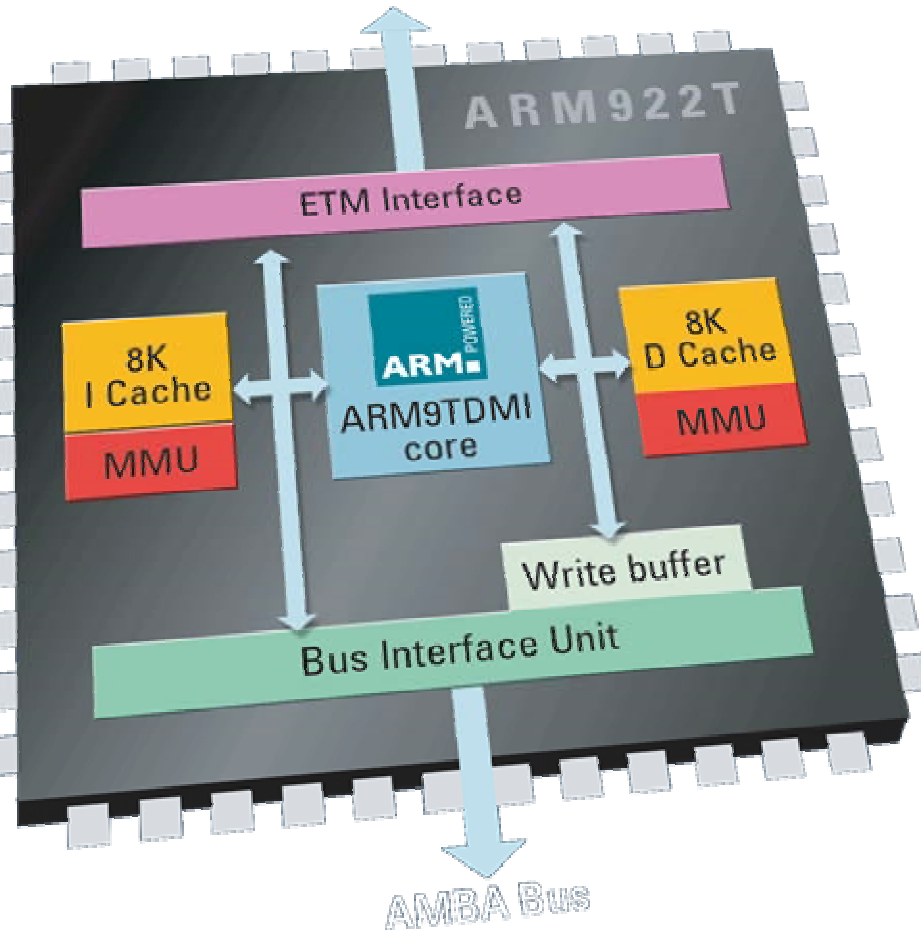 ARM922T
ETM Interface
8K
I Cache
MMU
ARM
POWERED
ARM9TDMI
core
8K
D Cache
MMU
Write buffer
Bus Interface Unit
AMBA Bus